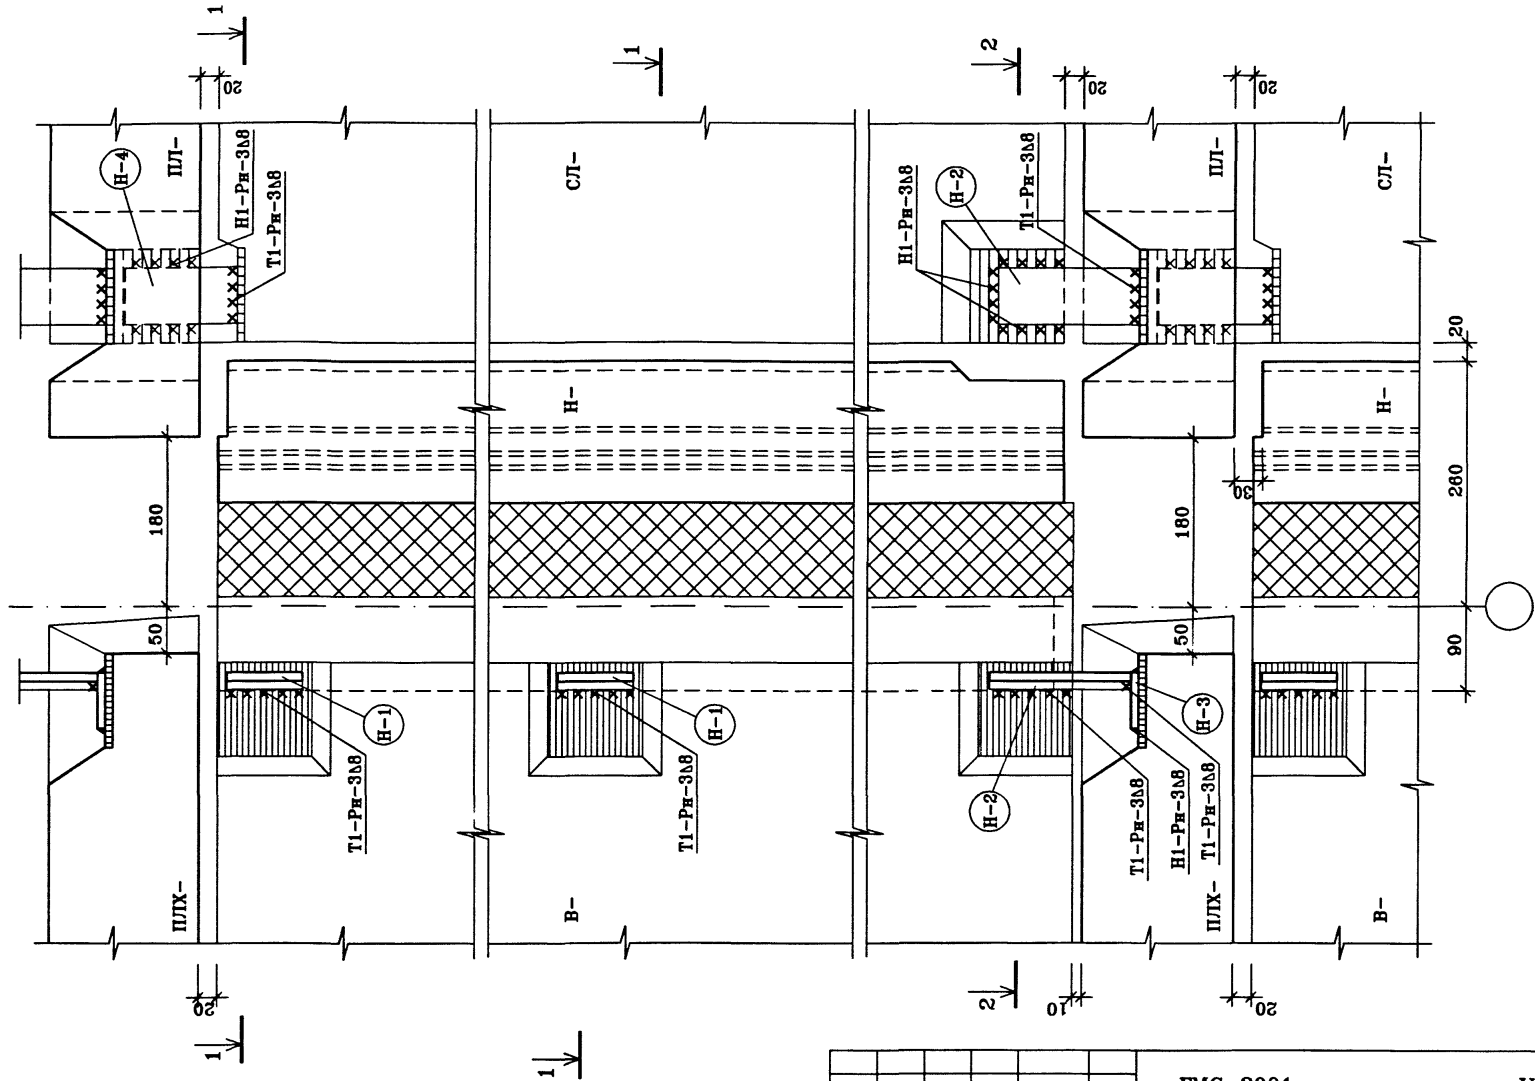 1
1
2
20
20
20
Н-4
ПЛ-
Н1-Рн-3Δ8
Т1-Рн-3Δ8
СЛ-
Н1-Рн-3Δ8
Н-2
Т1-Рн-3Δ8
ПЛ-
СЛ-
20
Н-
Н-
180
180
30
260
50
50
90
Н-1
Н-1
Н-3
Т1-Рн-3Δ8
Т1-Рн-3Δ8
Н-2
Т1-Рн-3Δ8
Н1-Рн-3Δ8
Т1-Рн-3Δ8
ПЛХ-
В-
ПЛХ-
В-
20
2
10
20
1
1